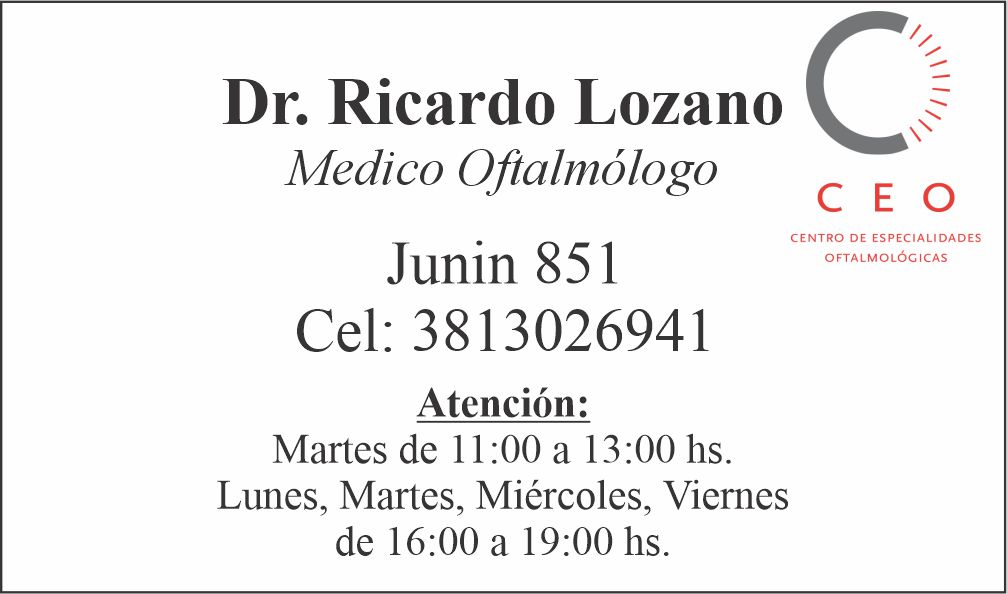 Dr. Ricardo Lozano
Medico Oftalmólogo
C E O
CENTRO DE ESPECIALIDADES
OFTALMOLÓGICAS
Junin 851
Cel: 3813026941
Atención:
Martes de 11:00 a 13:00 hs.
Lunes, Martes, Miércoles, Viernes
de 16:00 a 19:00 hs.